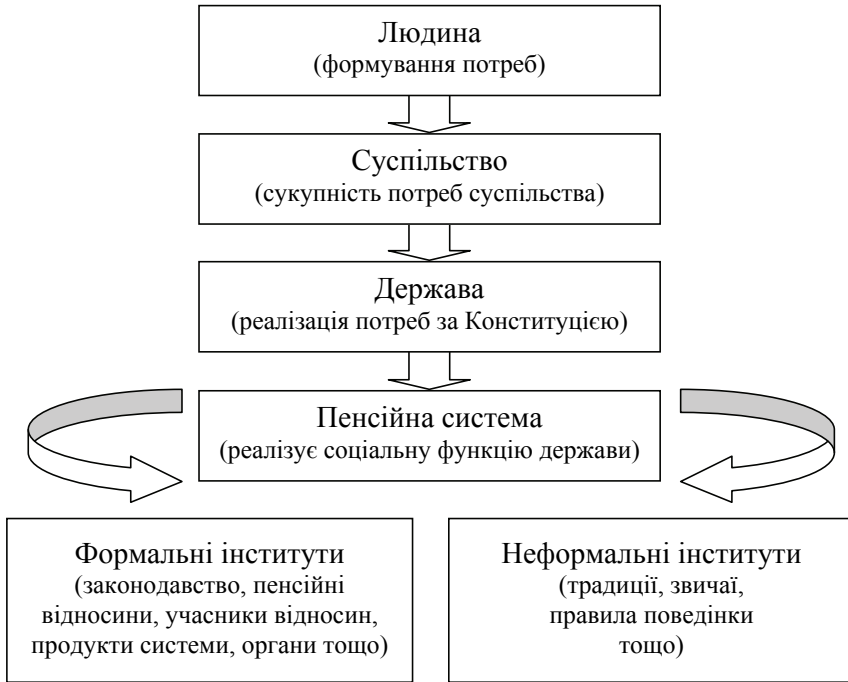 Людина
(формування потреб)
Суспільство
(сукупність потреб суспільства)
Держава
(реалізація потреб за Конституцією)
Пенсійна система
(реалізує соціальну функцію держави)
Формальні інститути
(законодавство, пенсійні
відносини, учасники відносин,
продукти системи, органи тощо)
Неформальні інститути
(традиції, звичаї,
правила поведінки
тощо)